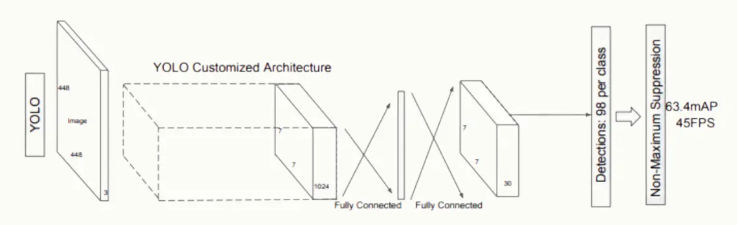 YOLO
448
Image
448
3
YOLO Customized Architecture
7
7
1024
Fully Connected
Fully Connected
7
7
30
Detections: 98 per class
Non-Maximum Suppression
63.4mAP
45FPS